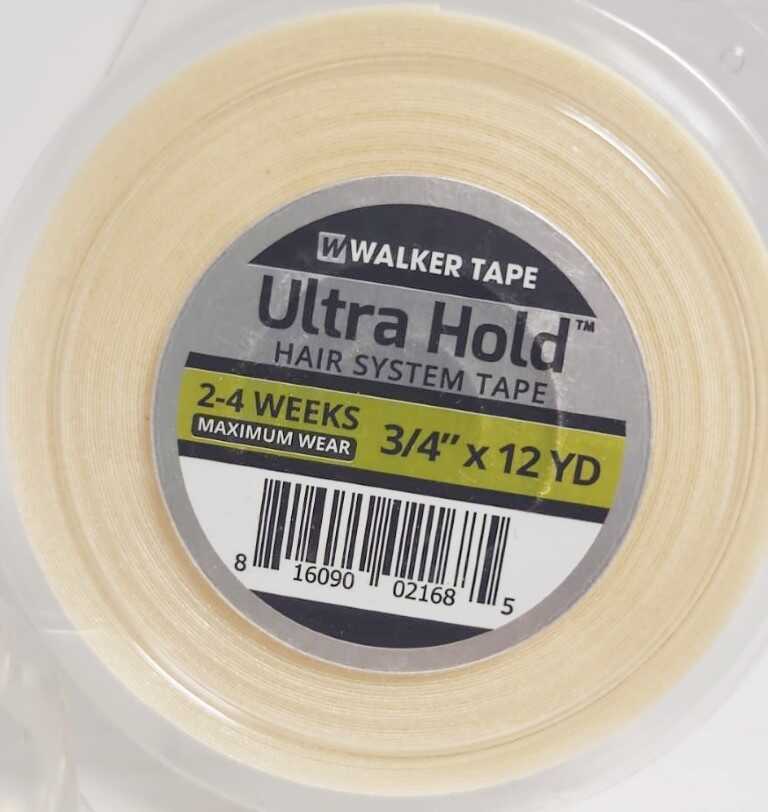 W WALKER TAPE
Ultra Hold™
HAIR SYSTEM TAPE
2-4 WEEKS
MAXIMUM WEAR
3/4" x 12 YD
8 16090 02168 5